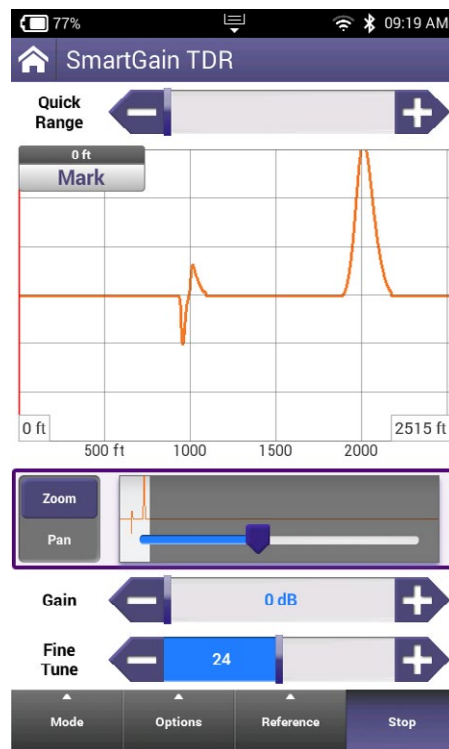 77%
09:19 AM
SmartGain TDR
Quick
Range
0 ft
Mark
0 ft
2515 ft
500 ft 1000 1500 2000
Zoom
Pan
Gain
0 dB
Fine
Tune
24
Mode Options Reference Stop